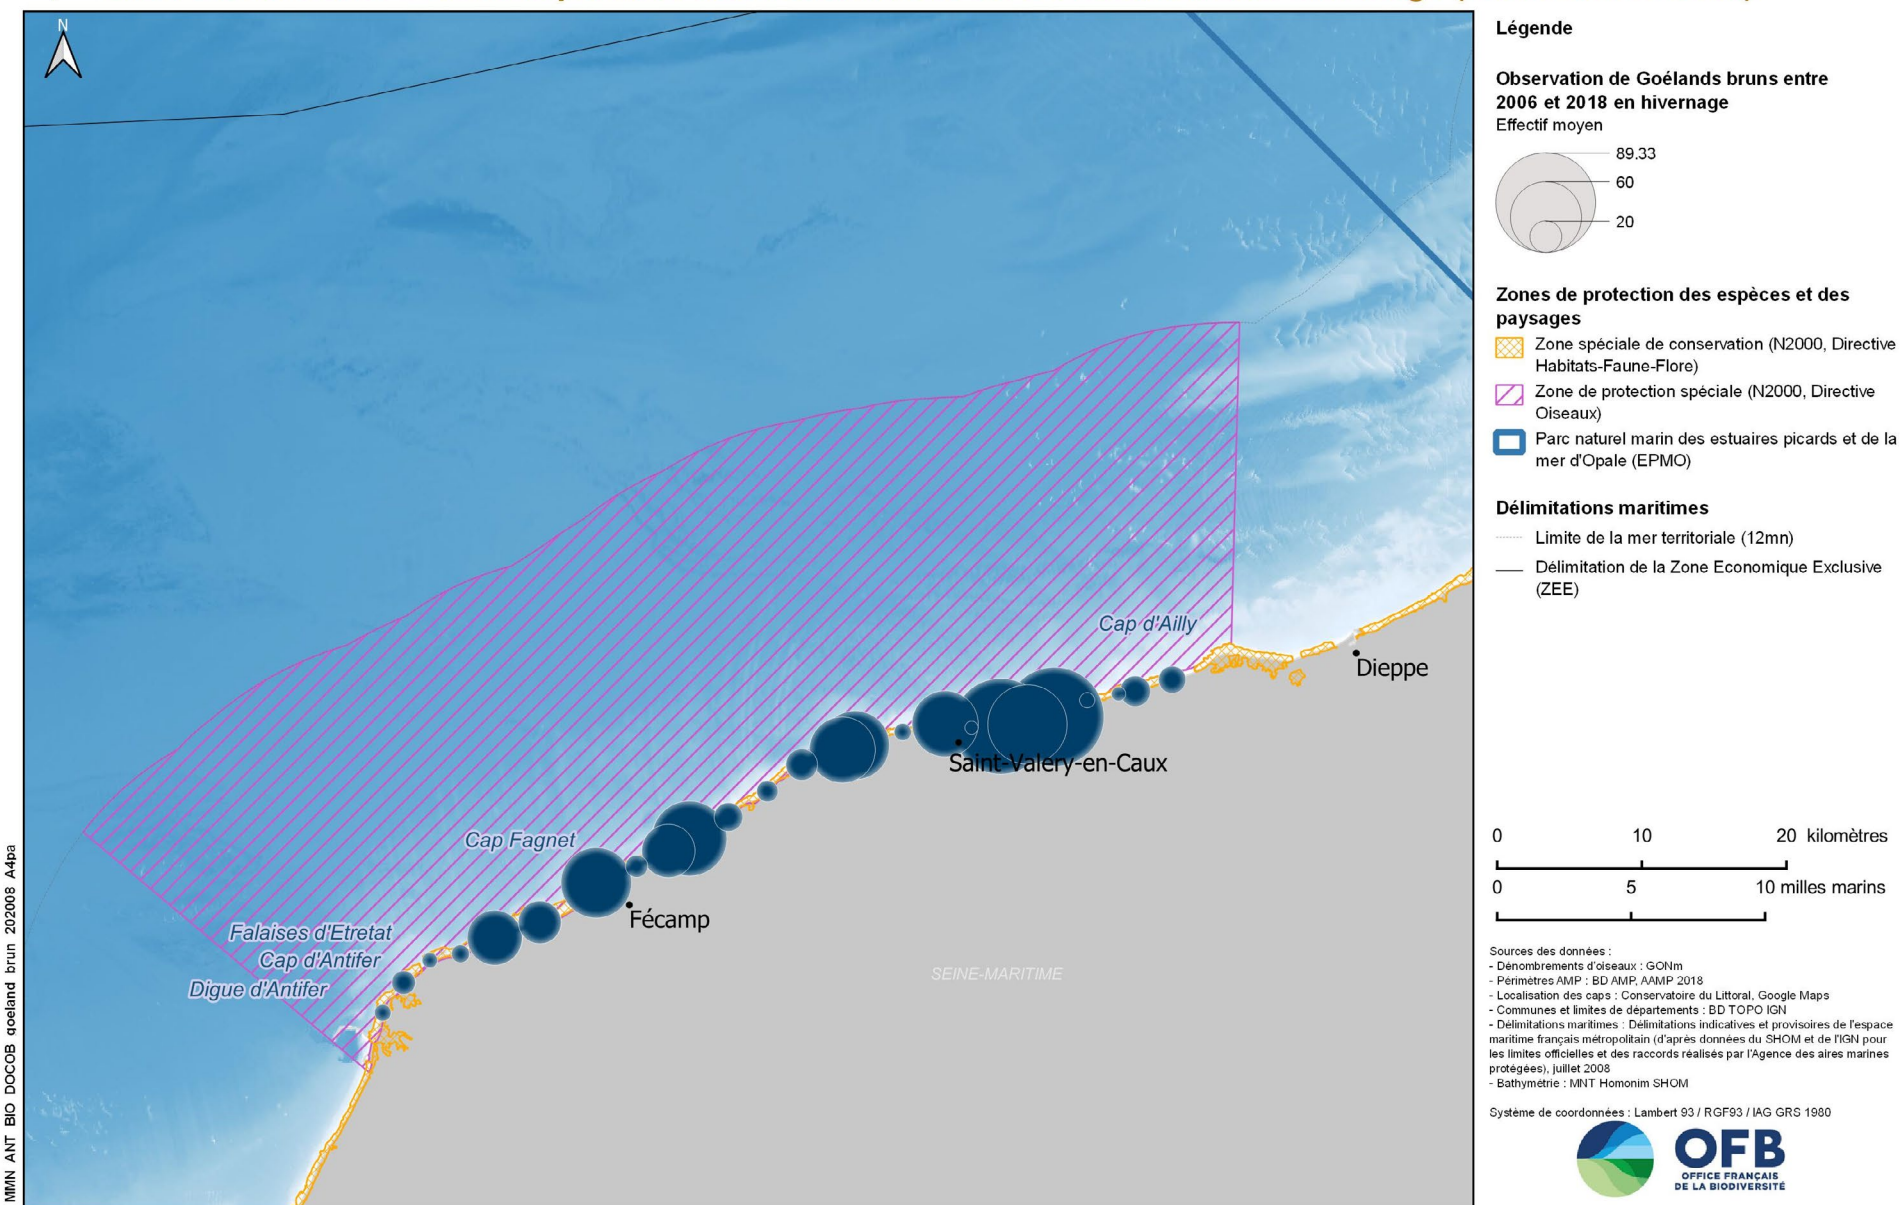 N
Légende
Observation de Goélands bruns entre
2006 et 2018 en hivernage
Effectif moyen
89.33
60
20
Zones de protection des espèces et des
paysages
Zone spéciale de conservation (N2000, Directive
Habitats-Faune-Flore)
Zone de protection spéciale (N2000, Directive
Oiseaux)
Parc naturel marin des estuaires picards et de la
mer d'Opale (EPMO)
Délimitations maritimes
Limite de la mer territoriale (12mn)
Délimitation de la Zone Economique Exclusive
(ZEE)
Cap d'Ailly
Dieppe
Saint-Valery-en-Caux
Cap Fagnet
Fécamp
Falaises d'Etretat
Cap d'Antifer
Digue d'Antifer
SEINE-MARITIME
0 10 20 kilomètres
0 5 10 milles marins
Sources des données :
- Dénombrements d'oiseaux : GONm
- Périmètres AMP : BD AMP, AAMP 2018
- Localisation des caps : Conservatoire du Littoral, Google Maps
- Communes et limites de départements : BD TOPO IGN
- Délimitations maritimes : Délimitations indicatives et provisoires de l'espace
maritime français métropolitain (d'après données du SHOM et de l'IGN pour
les limites officielles et des raccords réalisés par l'Agence des aires marines
protégées), juillet 2008
- Bathymétrie : MNT Homonim SHOM
Système de coordonnées : Lambert 93 / RGF93 / IAG GRS 1980
OFB
OFFICE FRANÇAIS
DE LA BIODIVERSITÉ
MMN ANT BIO DOCOB goeland brun 202008 A4pa